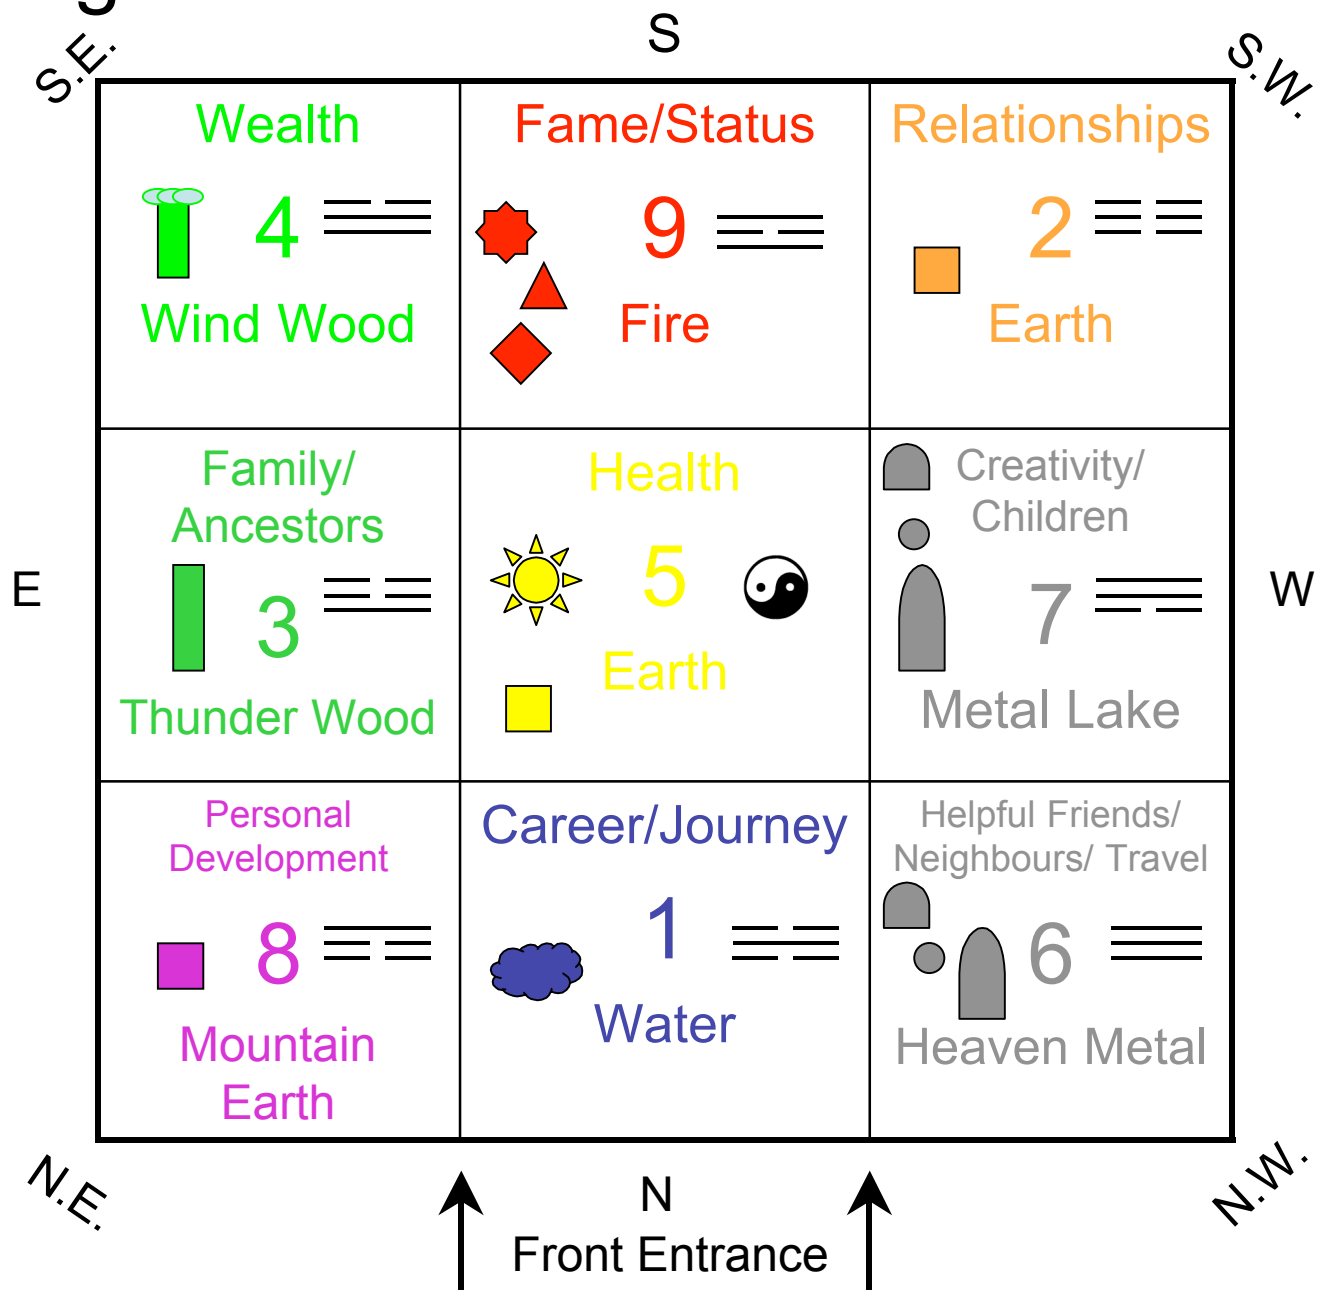 S.E.
S
S.W.
Wealth
4
Wind Wood
Fame/Status
9
Fire
Relationships
2
Earth
E
Family/
Ancestors
3
Thunder Wood
Health
5
Earth
Creativity/
Children
7
Metal Lake
W
Personal
Development
8
Mountain
Earth
Career/Journey
1
Water
Helpful Friends/
Neighbours/ Travel
6
Heaven Metal
N.E.
N
N.W.
Front Entrance